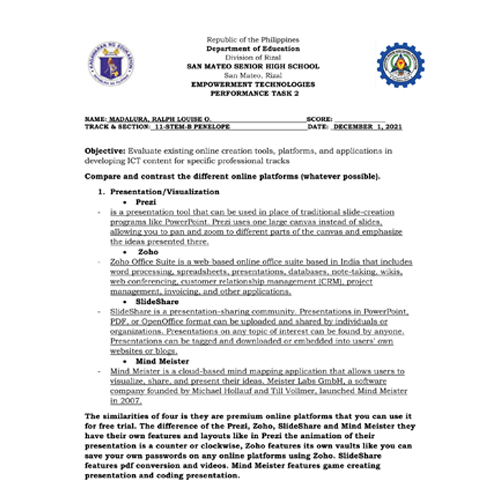 Republic of the Philippines
Department of Education
Division of Rizal
SAN MATEO SENIOR HIGH SCHOOL
San Mateo, Rizal
EMPOWERMENT TECHNOLOGIES
PERFORMANCE TASK 2
NAME: MADALURA, RALPH LOUISE O. SCORE:
TRACK & SECTION: 11-STEM-B PENELOPE DATE: DECEMBER 1, 2021
Objective: Evaluate existing online creation tools, platforms, and applications in
developing ICT content for specific professional tracks
Compare and contrast the different online platforms (whatever possible).
1. Presentation/Visualization
• Prezi
- is a presentation tool that can be used in place of traditional slide-creation
programs like PowerPoint. Prezi uses one large canvas instead of slides,
allowing you to pan and zoom to different parts of the canvas and emphasize
the ideas presented there.
• Zoho
- Zoho Office Suite is a web-based online office suite based in India that includes
word processing, spreadsheets, presentations, databases, note-taking, wikis,
web conferencing, customer relationship management (CRM), project
management, invoicing, and other applications.
• SlideShare
- SlideShare is a presentation-sharing community. Presentations in PowerPoint,
PDF, or OpenOffice format can be uploaded and shared by individuals or
organizations. Presentations on any topic of interest can be found by anyone.
Presentations can be tagged and downloaded or embedded into users' own
websites or blogs.
• Mind Meister
- Mind Meister is a cloud-based mind mapping application that allows users to
visualize, share, and present their ideas. Meister Labs GmbH, a software
company founded by Michael Hollauf and Till Vollmer, launched Mind Meister
in 2007.
The similarities of four is they are premium online platforms that you can use it
for free trial. The difference of the Prezi, Zoho, SlideShare and Mind Meister they
have their own features and layouts like in Prezi the animation of their
presentation is a counter or clockwise, Zoho features its own vaults like you can
save your own passwords on any online platforms using Zoho. SlideShare
features pdf conversion and videos. Mind Meister features game creating
presentation and coding presentation.